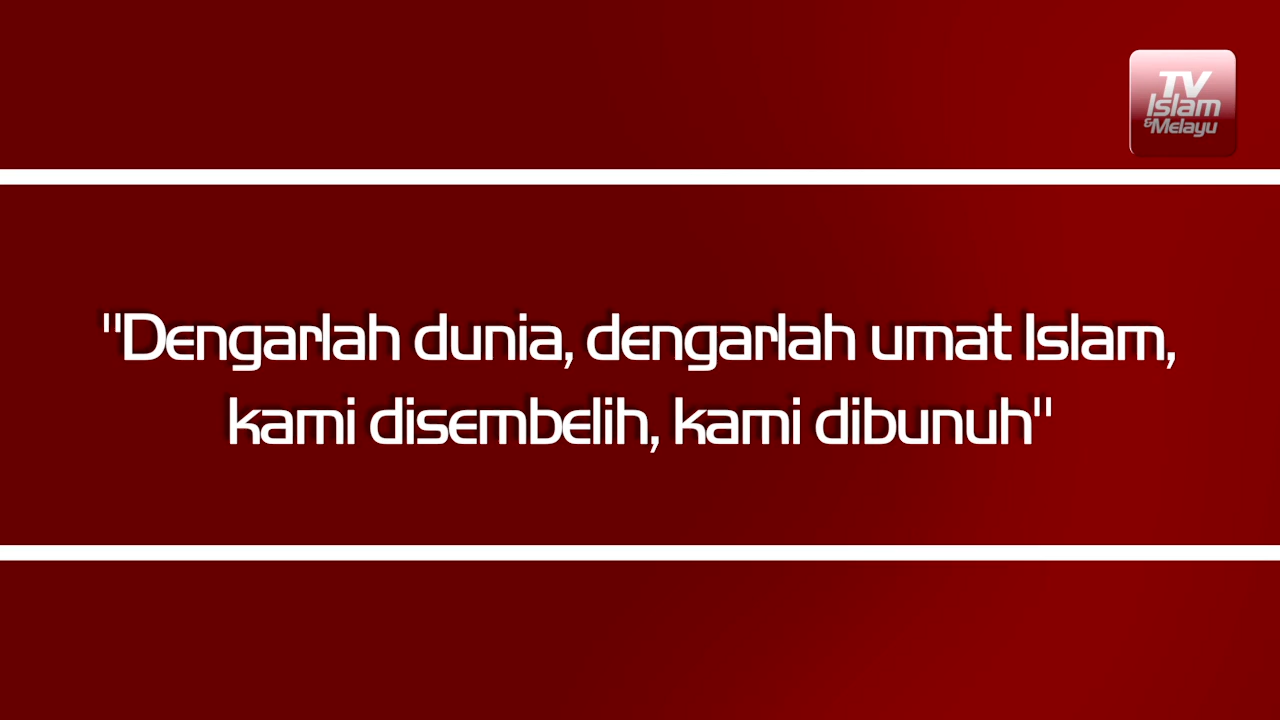 TV
Islam
&Melayu
"Dengarlah dunia, dengarlah umat Islam,
kami disembelih, kami dibunuh"